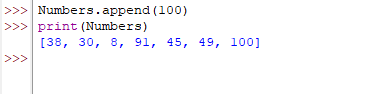 >>> Numbers.append(100)
>>> print(Numbers)
[38, 30, 8, 91, 45, 49, 100]
>>>